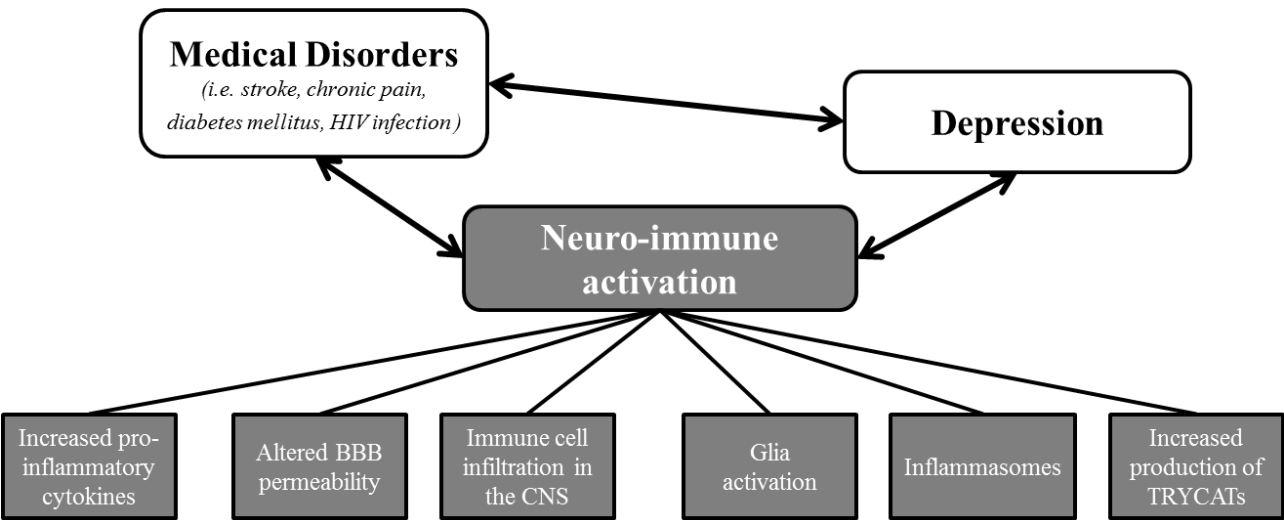 Medical Disorders
(i.e. stroke, chronic pain,
diabetes mellitus, HIV infection )
Depression
Neuro-immune
activation
Increased pro-
inflammatory
cytokines
Altered BBB
permeability
Immune cell
infiltration in
the CNS
Glia
activation
Inflammasomes
Increased
production of
TRYCATs